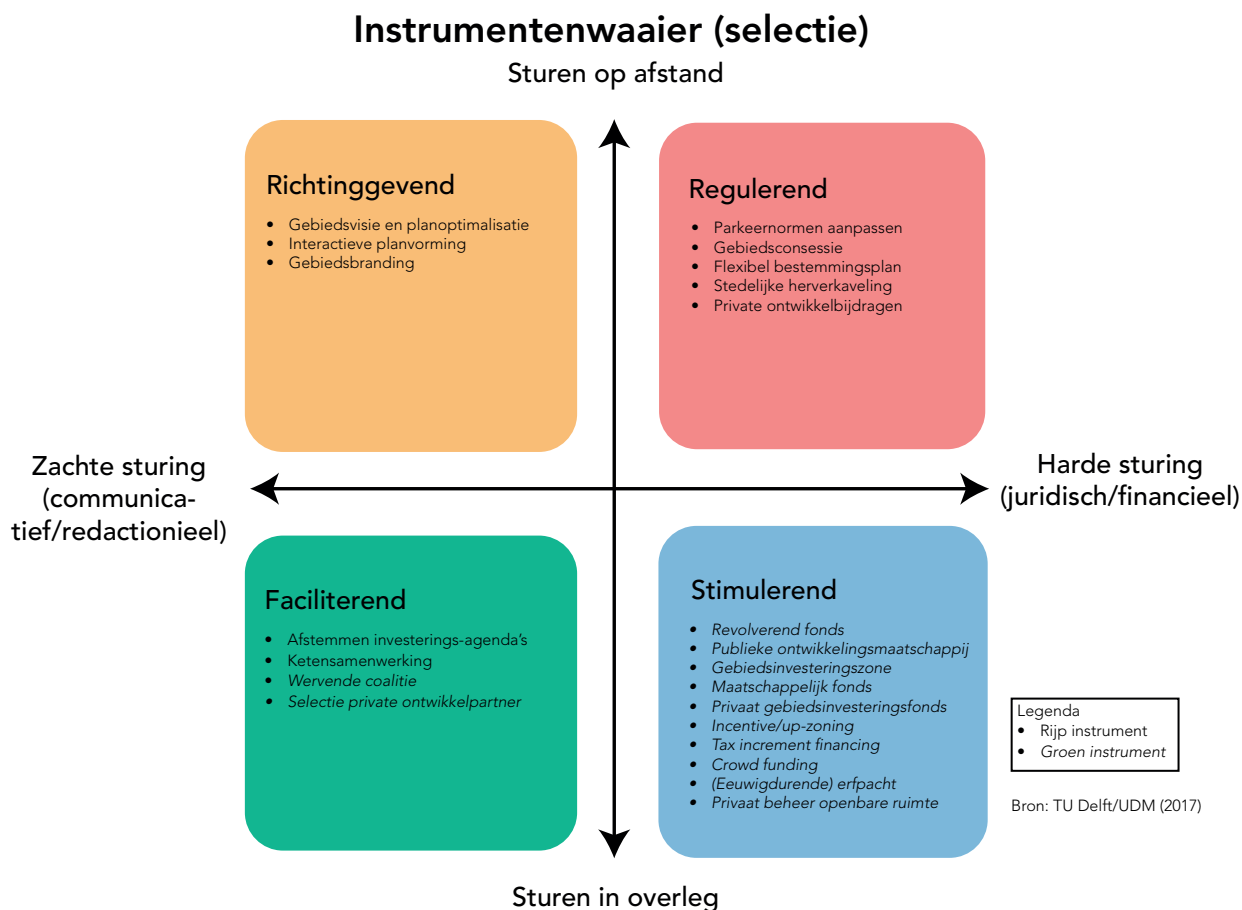 Instrumentenwaaier (selectie)
Sturen op afstand
Richtinggevend
• Gebiedsvisie en planoptimalisatie
• Interactieve planvorming
• Gebiedsbranding
Regulerend
• Parkeernormen aanpassen
• Gebiedsconsessie
• Flexibel bestemmingsplan
• Stedelijke herverkaveling
• Private ontwikkelbijdragen
Zachte sturing
(communica-
tief/redactionieel)
Harde sturing
(juridisch/financieel)
Faciliterend
• Afstemmen investerings-agenda's
• Ketensamenwerking
• Wervende coalitie
• Selectie private ontwikkelpartner
Stimulerend
• Revolverend fonds
• Publieke ontwikkelingsmaatschappij
• Gebiedsinvesteringszone
• Maatschappelijk fonds
• Privaat gebiedsinvesteringsfonds
• Incentive/up-zoning
• Tax increment financing
• Crowd funding
• (Eeuwigdurende) erfpacht
• Privaat beheer openbare ruimte
Legenda
• Rijp instrument
• Groen instrument
Bron: TU Delft/UDM (2017)
Sturen in overleg